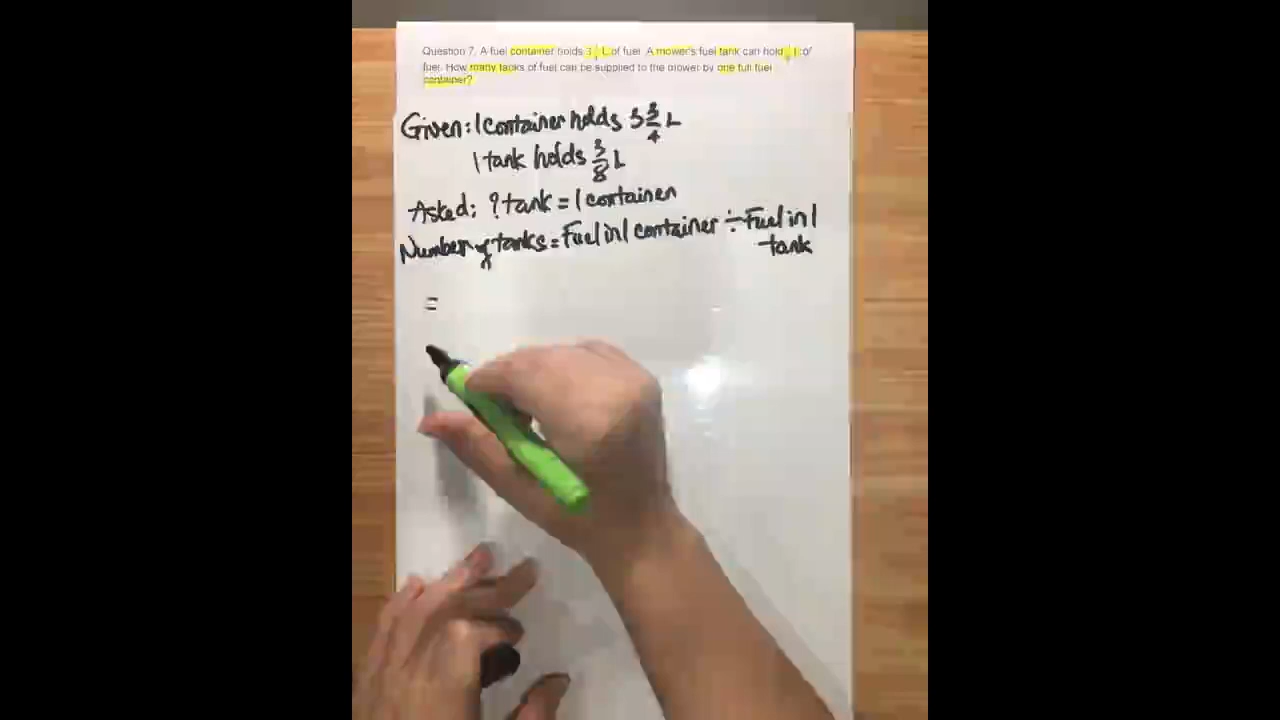 Question 7. A fuel container holds 3 L of fuel. A mower's fuel tank can hold L of
fuel. How many tanks of fuel can be supplied to the mower by one full fuel
container?
Given: 1 container holds 3 3/4 L
1 tank holds 3/8 L
Asked: ? tank = 1 container
Number of tanks = Fuel in 1 container ÷ Fuel in 1
tank
=